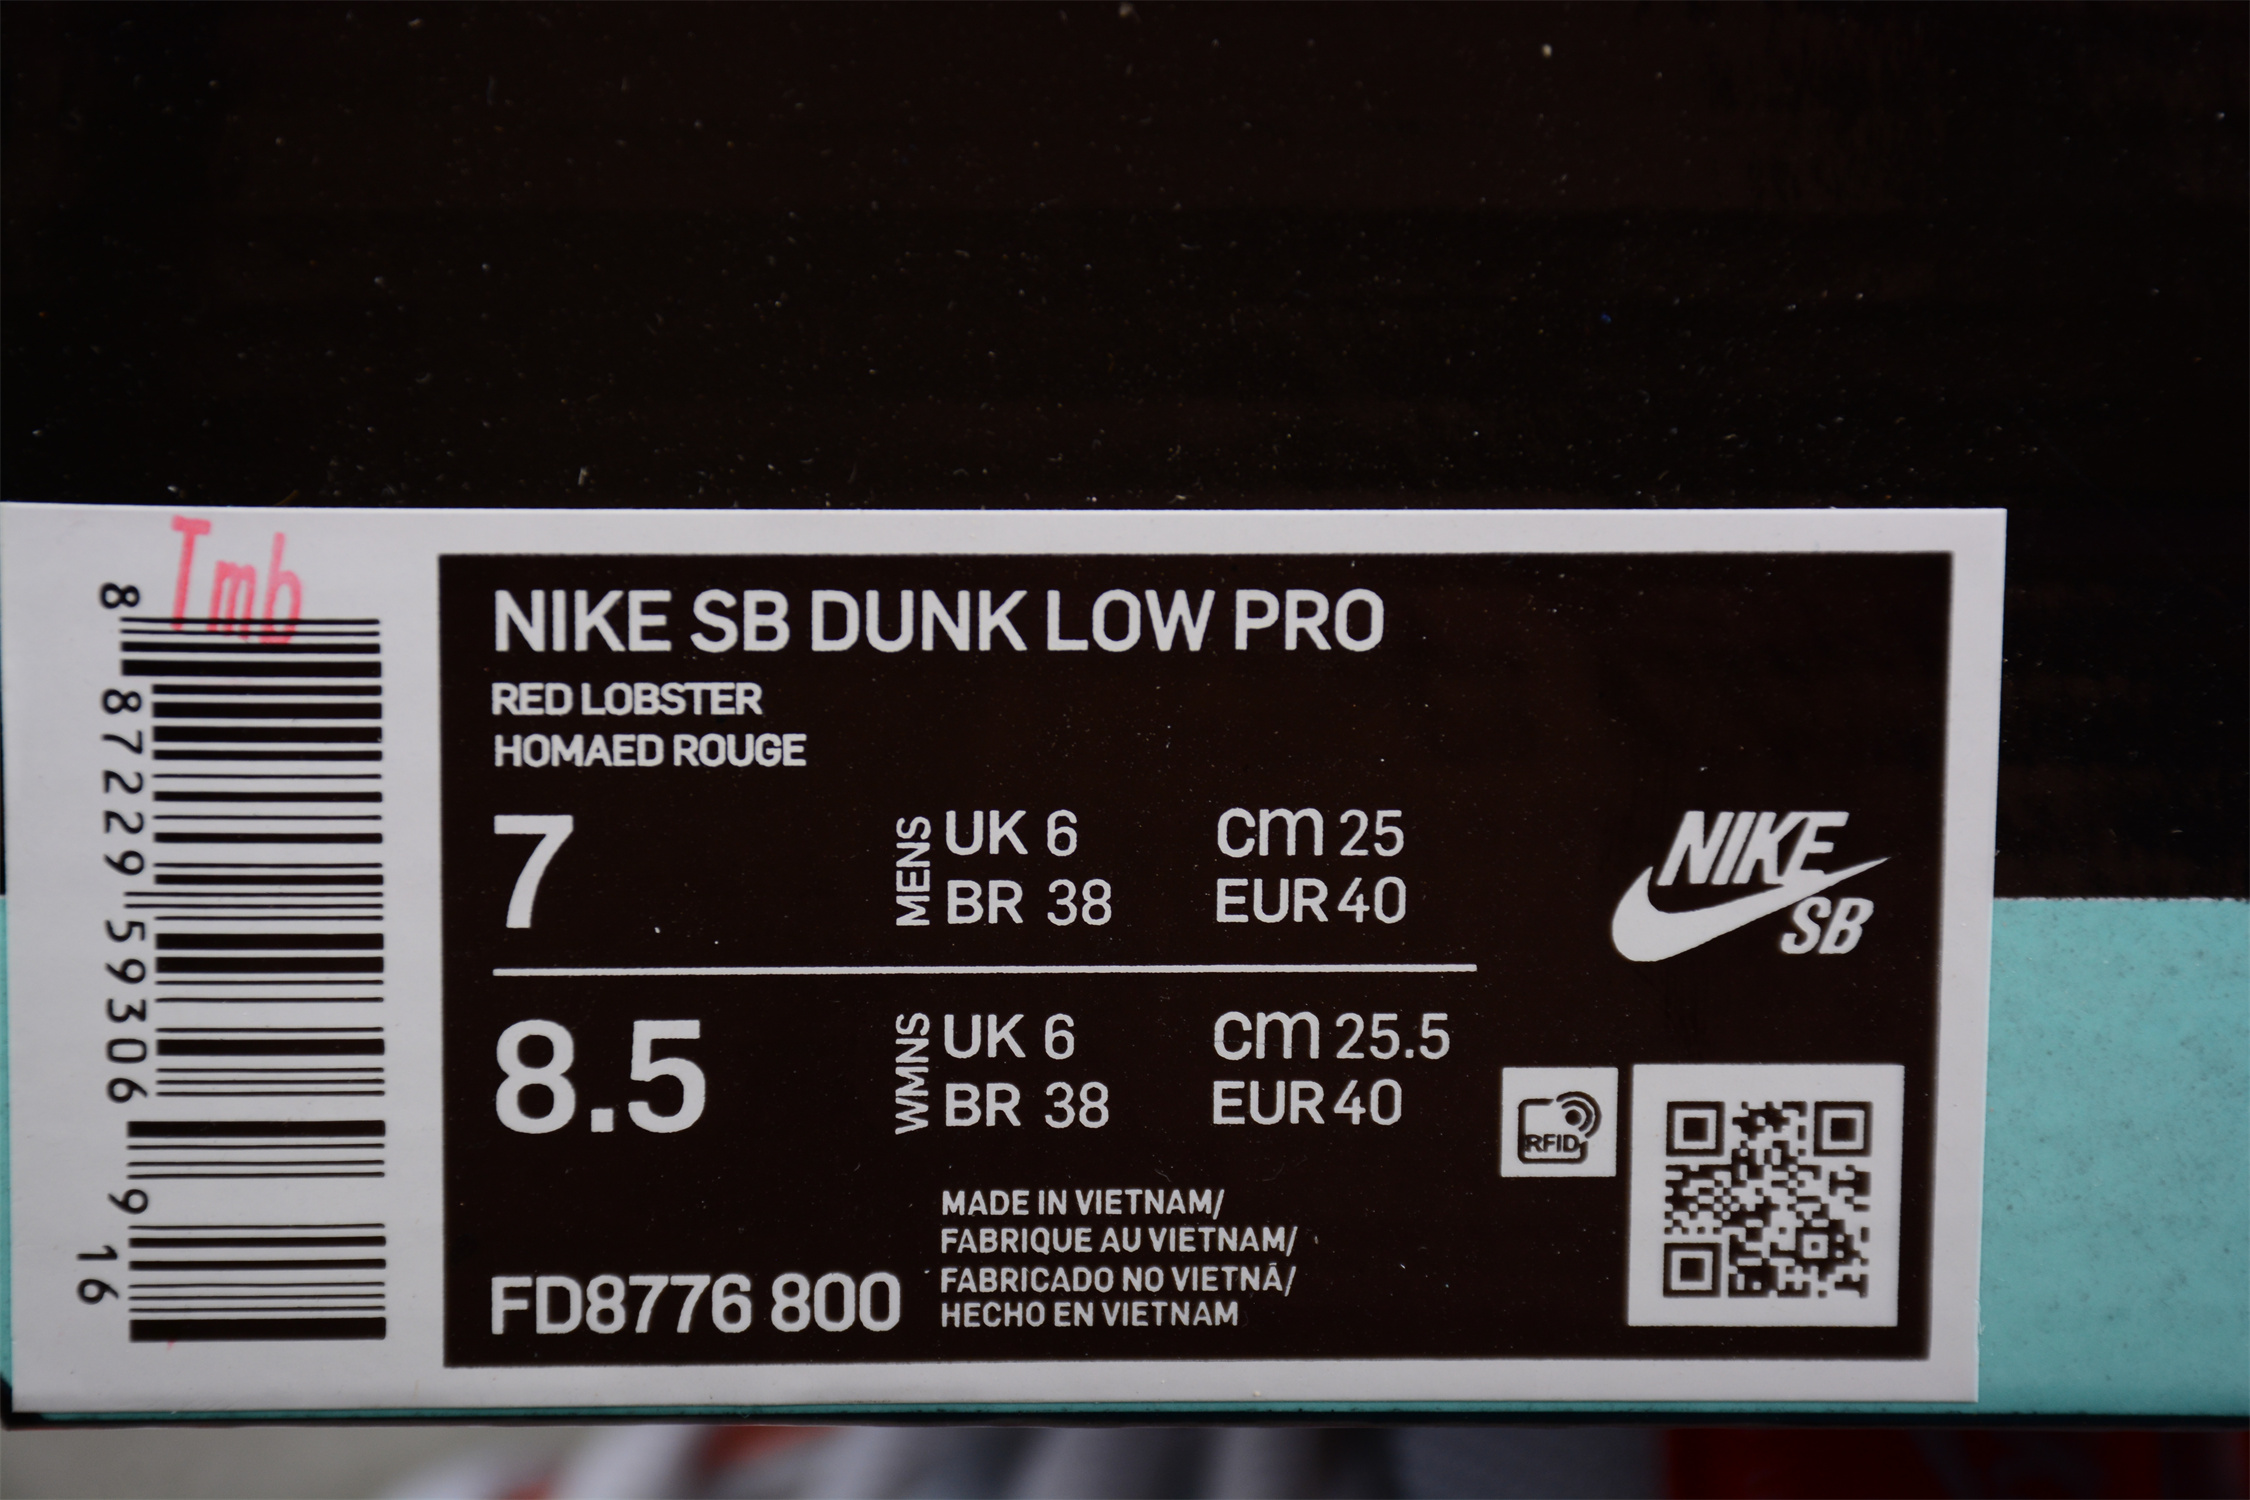 Tmb
8 87229 59306 9
16
NIKE SB DUNK LOW PRO
RED LOBSTER
HOMAED ROUGE
7
MENS
UK 6 cm 25
BR 38 EUR 40
8.5
WMNS
UK 6 cm 25.5
BR 38 EUR 40
NIKE
SB
RFID
MADE IN VIETNAM/
FABRIQUE AU VIETNAM/
FABRICADO NO VIETNÃ/
HECHO EN VIETNAM
FD8776 800